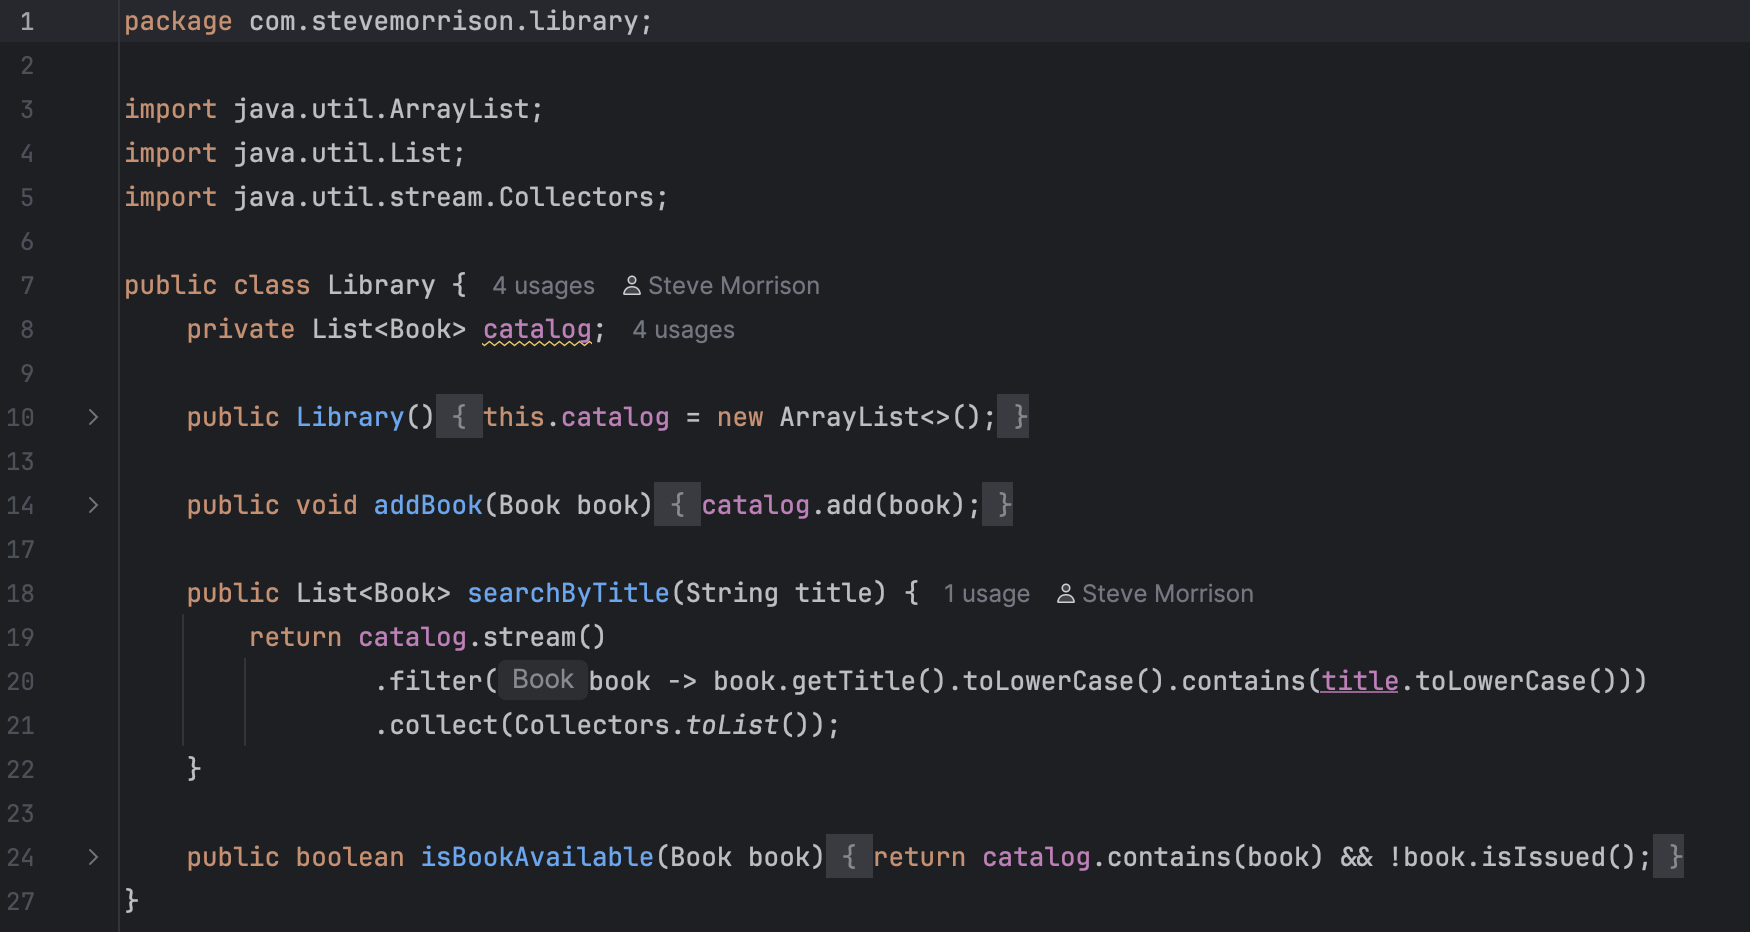 1 package com.stevemorrison.library;
2
3 import java.util.ArrayList;
4 import java.util.List;
5 import java.util.stream.Collectors;
6
7 public class Library { 4 usages Steve Morrison
8 private List<Book> catalog; 4 usages
9
10 public Library() { this.catalog = new ArrayList<>(); }
13
14 public void addBook(Book book) { catalog.add(book); }
17
18 public List<Book> searchByTitle(String title) { 1 usage Steve Morrison
19 return catalog.stream()
20 .filter( Book book -> book.getTitle().toLowerCase().contains(title.toLowerCase()))
21 .collect(Collectors.toList());
22 }
23
24 public boolean isBookAvailable(Book book) { return catalog.contains(book) && !book.isIssued(); }
27 }